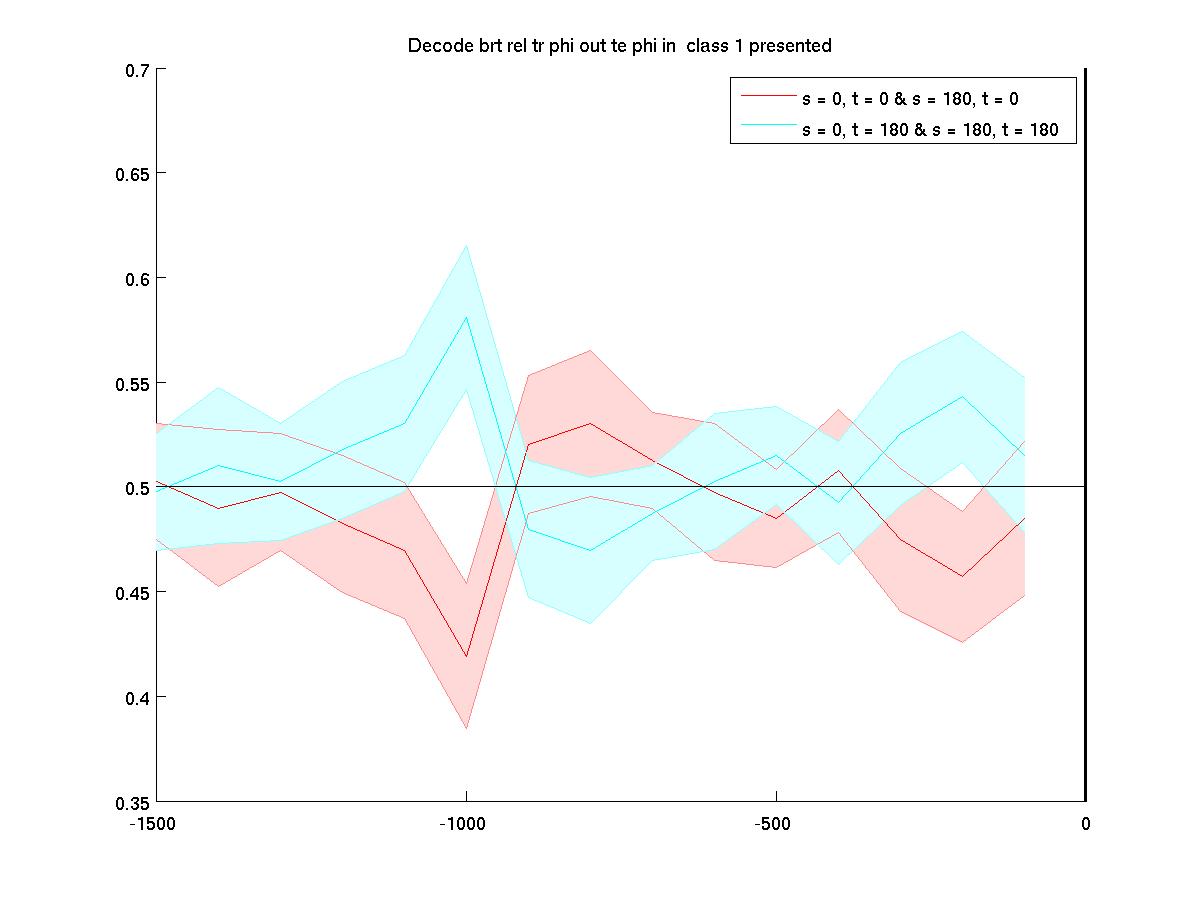 Decode brt rel tr phi out te phi in  class 1 presented
0.7
s = 0, t = 0 & s = 180, t = 0
s = 0, t = 180 & s = 180, t = 180
0.65
0.6
0.55
0.5
0.45
0.4
0.35
-1500 -1000 -500 0